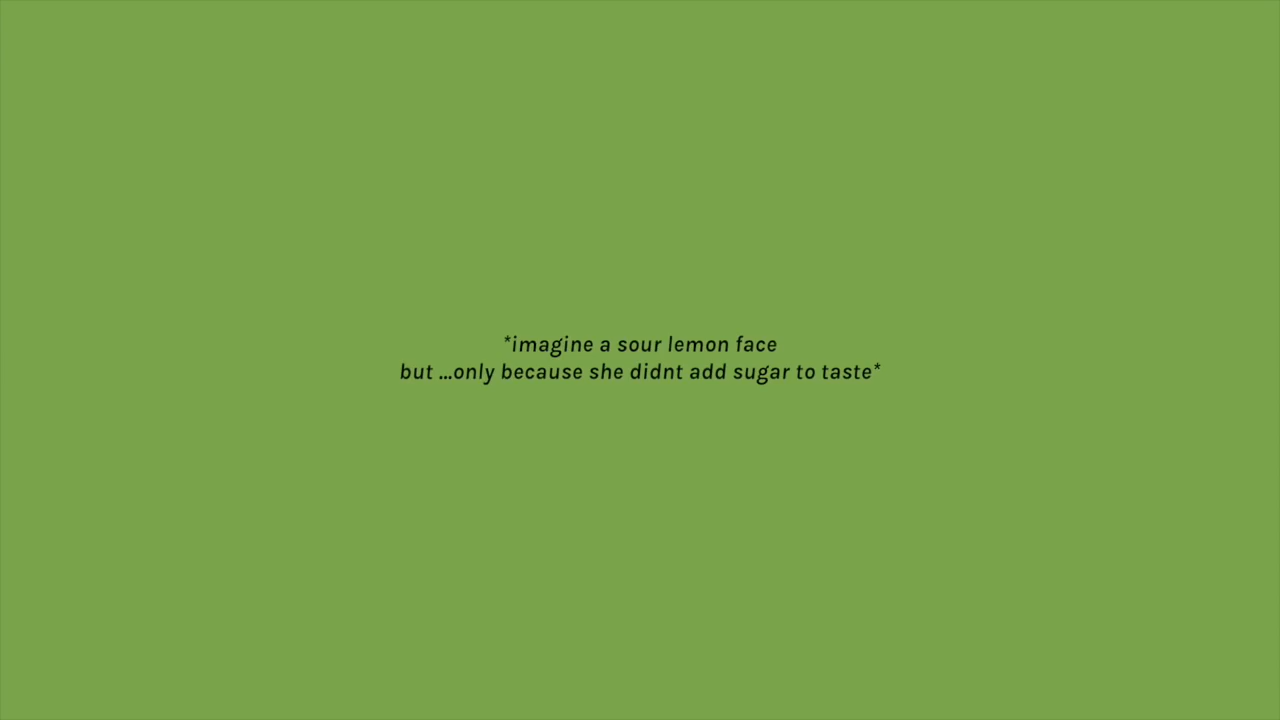 *imagine a sour lemon face
but ...only because she didnt add sugar to taste*